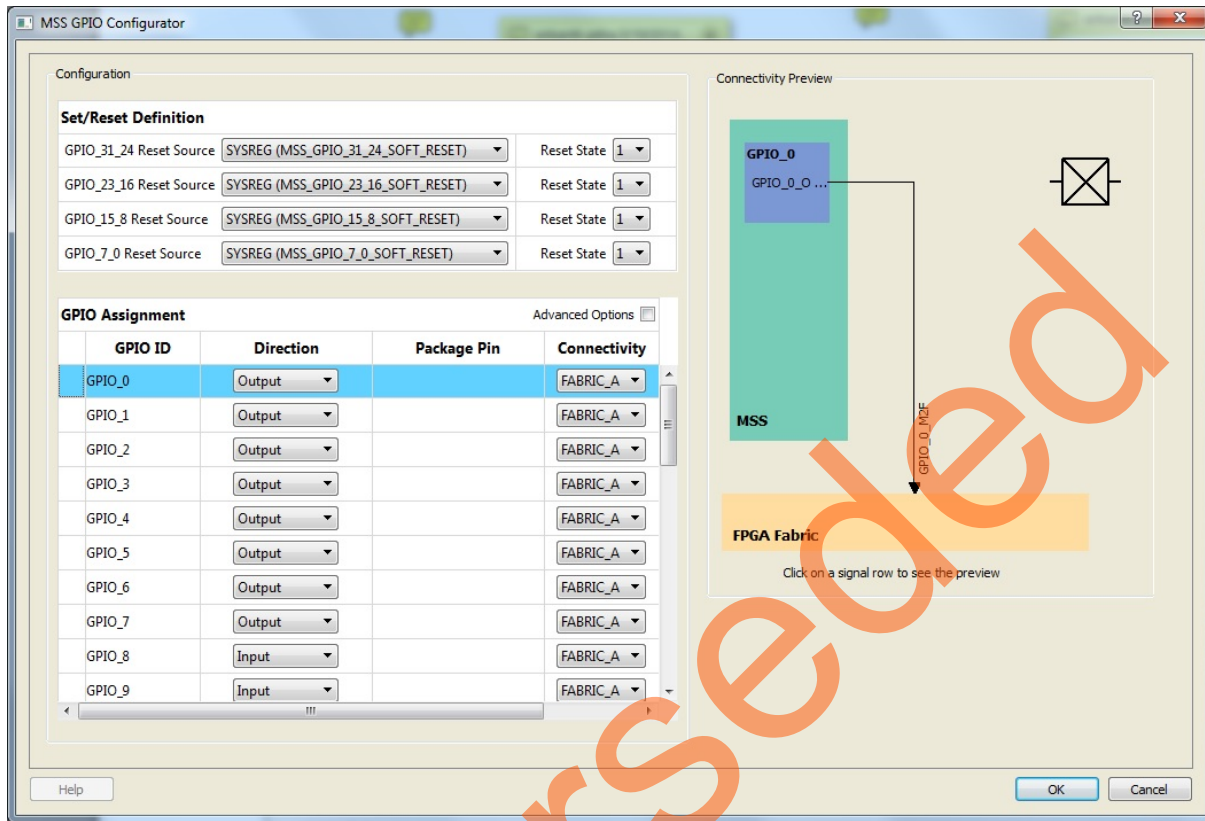 MSS GPIO Configurator
?
X
Configuration
Set/Reset Definition
GPIO_31_24 Reset Source SYSREG (MSS_GPIO_31_24_SOFT_RESET) Reset State 1
GPIO_23_16 Reset Source SYSREG (MSS_GPIO_23_16_SOFT_RESET) Reset State 1
GPIO_15_8 Reset Source SYSREG (MSS_GPIO_15_8_SOFT_RESET) Reset State 1
GPIO_7_0 Reset Source SYSREG (MSS_GPIO_7_0_SOFT_RESET) Reset State 1
GPIO Assignment Advanced Options
GPIO ID Direction Package Pin Connectivity
GPIO_0 Output FABRIC_A
GPIO_1 Output FABRIC_A
GPIO_2 Output FABRIC_A
GPIO_3 Output FABRIC_A
GPIO_4 Output FABRIC_A
GPIO_5 Output FABRIC_A
GPIO_6 Output FABRIC_A
GPIO_7 Output FABRIC_A
GPIO_8 Input FABRIC_A
GPIO_9 Input FABRIC_A
Connectivity Preview
GPIO_0
GPIO_0_O ...
MSS
GPIO_0_M2F
FPGA Fabric
Click on a signal row to see the preview
Help
OK
Cancel
rseded